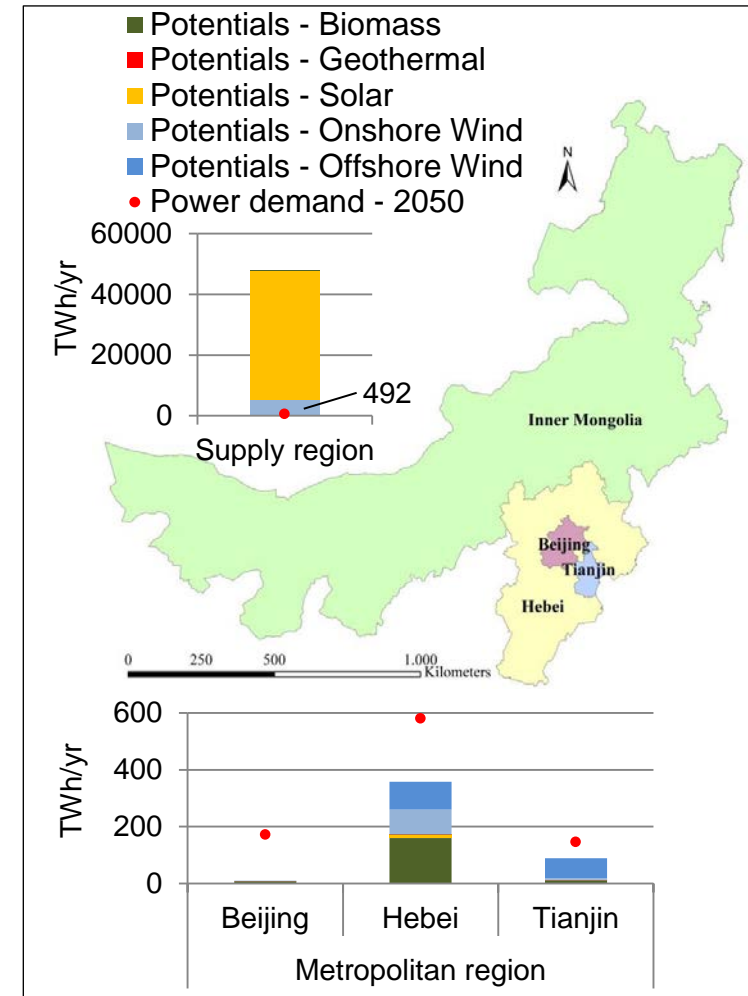 Potentials - Biomass
Potentials - Geothermal
Potentials - Solar
Potentials - Onshore Wind
Potentials - Offshore Wind
Power demand - 2050
N
60000
40000
20000
0
TWh/yr
492
Supply region
Inner Mongolia
Beijing
Tianjin
Hebei
0 250 500 1.000
Kilometers
600
400
200
0
TWh/yr
Beijing Hebei Tianjin
Metropolitan region